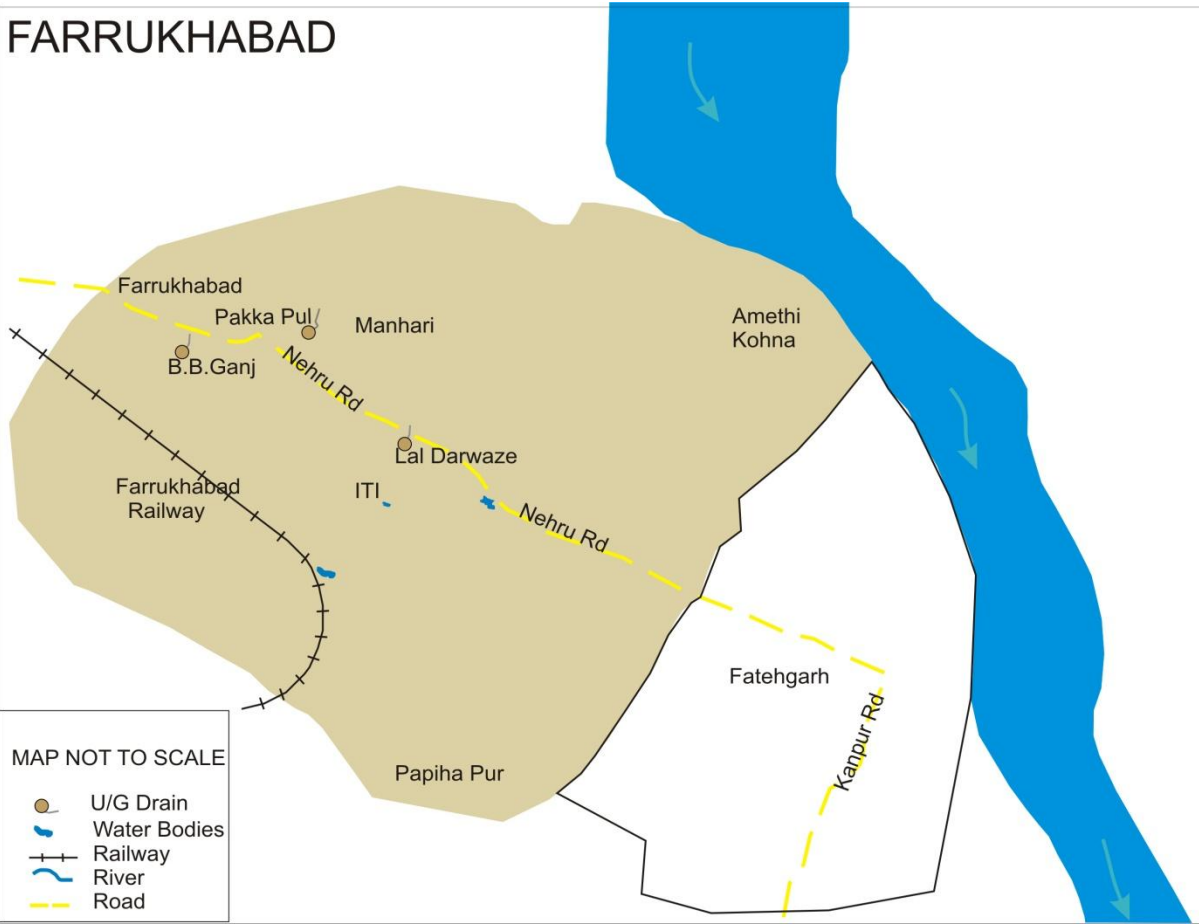 FARRUKHABAD
Farrukhabad
Pakka Pul
Manhari
Amethi
Kohna
B.B.Ganj
Nehru Rd
Lal Darwaze
Farrukhabad
Railway
ITI
Nehru Rd
Fatehgarh
Kanpur Rd
Papiha Pur
MAP NOT TO SCALE
U/G Drain
Water Bodies
Railway
River
Road